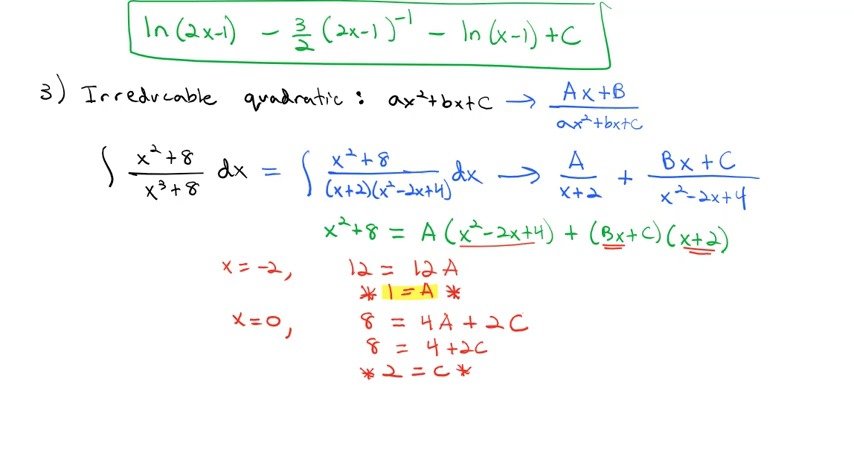 ln(2x-1) - 3/2 (2x-1)^-1 - ln(x-1) + C
3) Irreducable quadratic: ax²+bx+c → Ax+B / ax²+bx+c
∫ x²+8 / x³+8 dx = ∫ x²+8 / (x+2)(x²-2x+4) dx → A / x+2 + Bx+C / x²-2x+4
x²+8 = A(x²-2x+4) + (Bx+C)(x+2)
x=-2, 12 = 12A
* 1=A *
x=0, 8 = 4A+2C
8 = 4+2C
* 2=C *